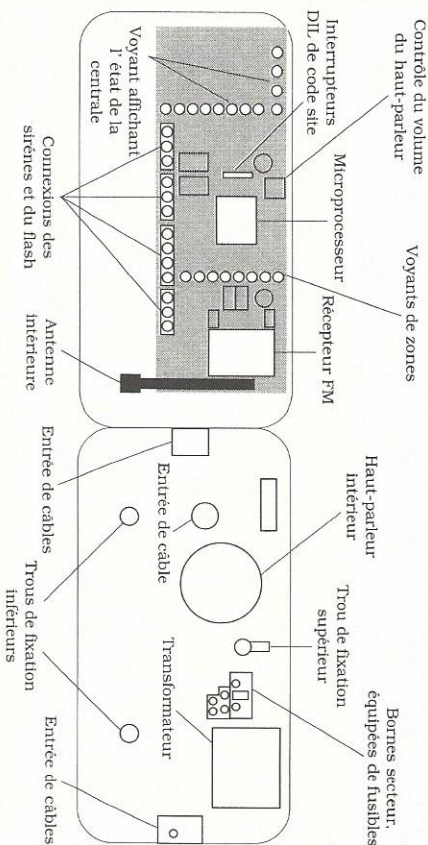 Contrôle du volume
du haut-parleur
Interrupteurs
DIL de code site
Voyant affichant
l'état de la
centrale
Microprocesseur
Voyants de zones
Récepteur FM
Connexions des
sirènes et du flash
Antenne
intérieure
Haut-parleur
intérieur
Trou de fixation
supérieur
Bornes secteur,
équipées de fusibles
Entrée de câble
Transformateur
Entrée de câbles
Trous de fixation
inférieurs
Entrée de câbles